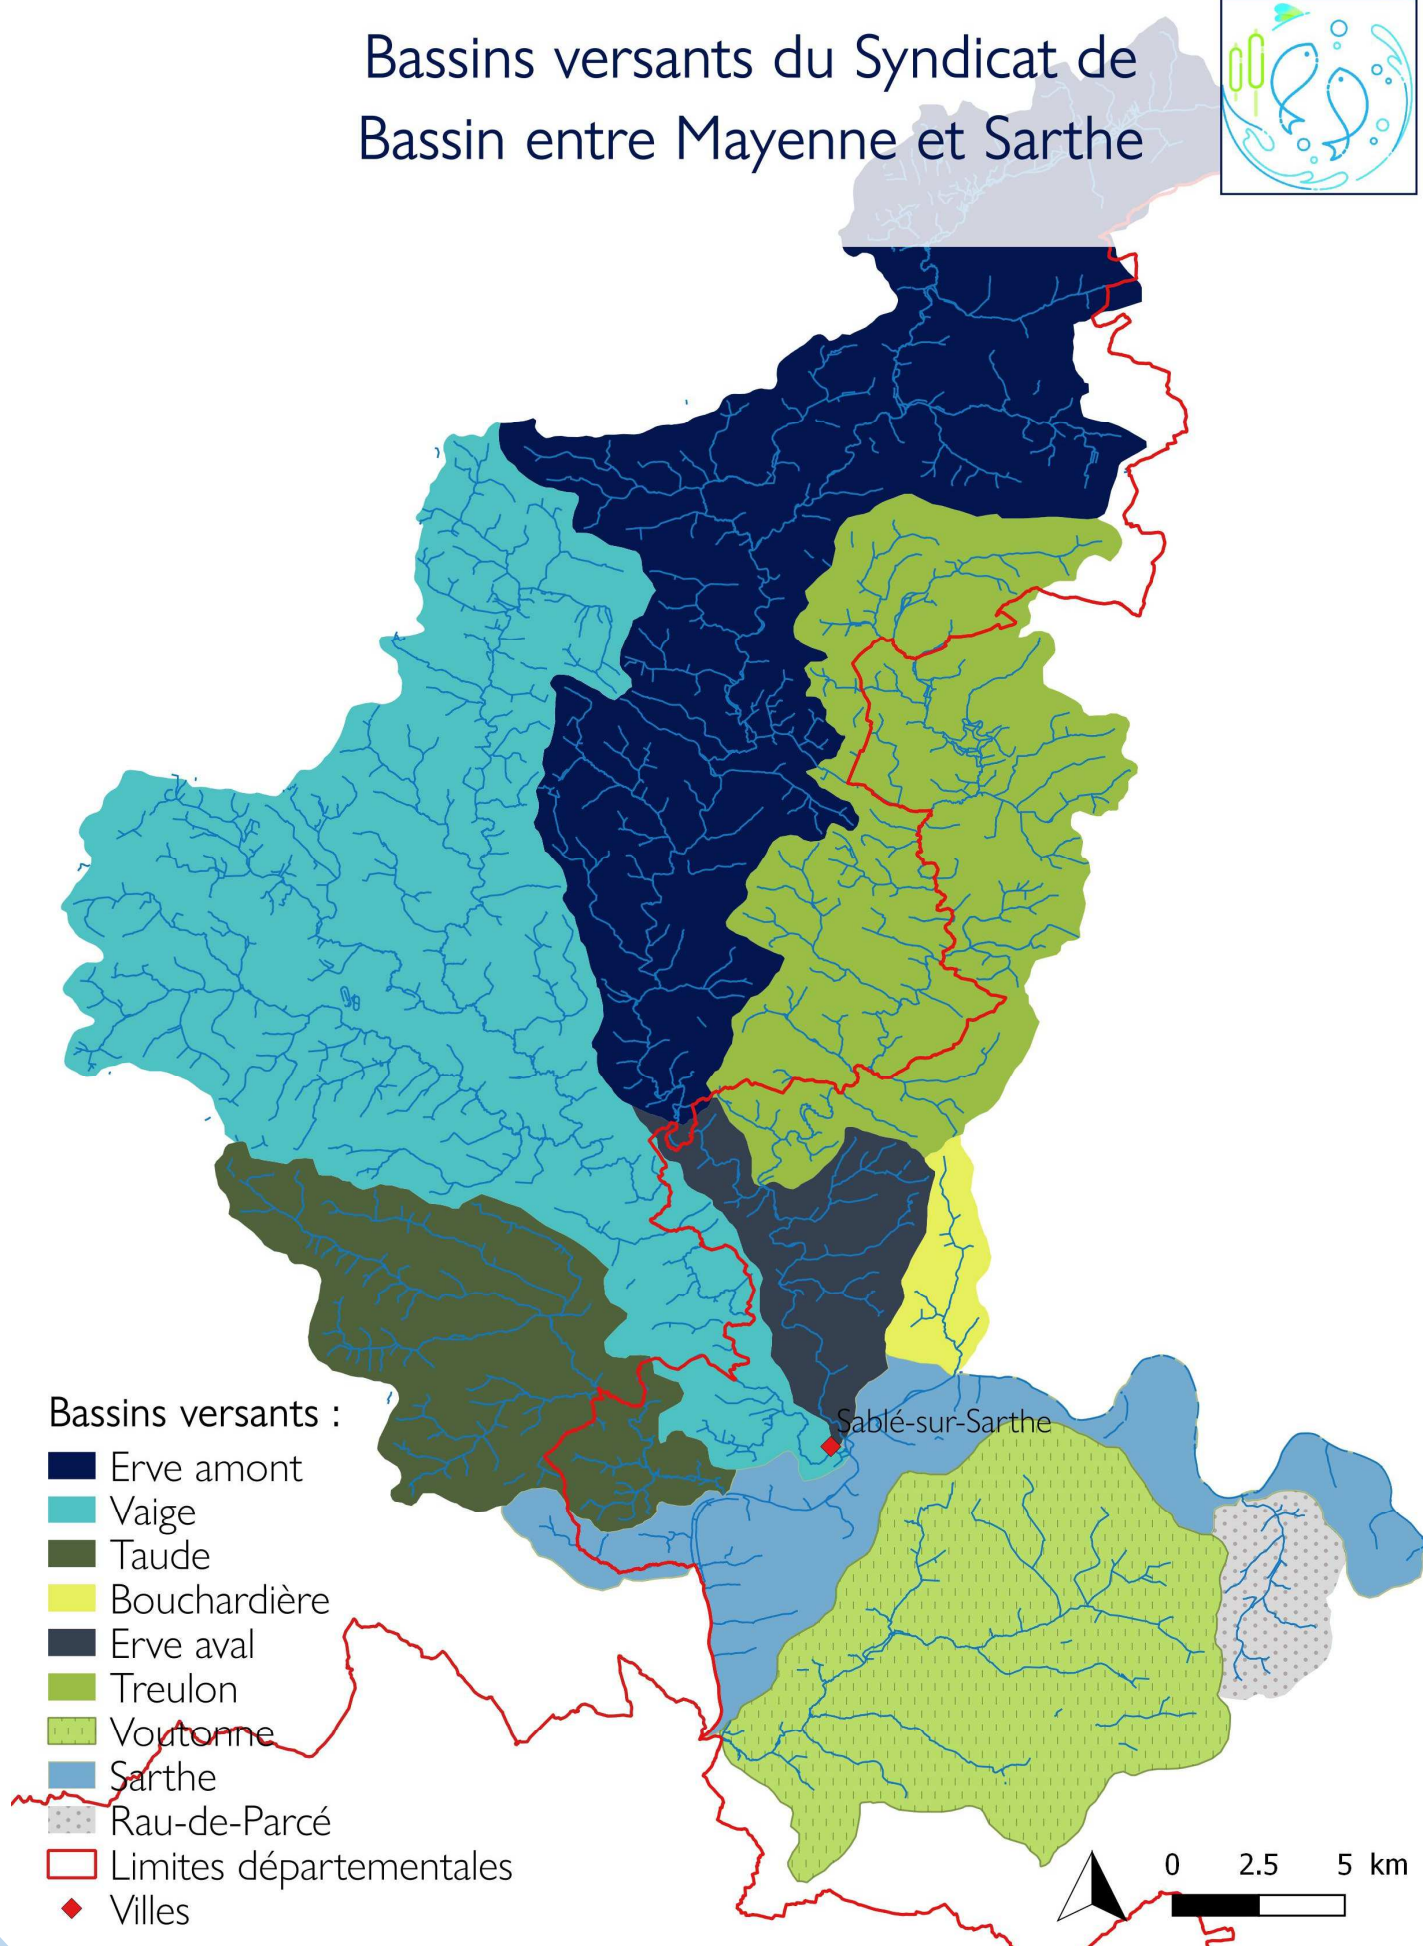 Bassins versants du Syndicat de
Bassin entre Mayenne et Sarthe
Sablé-sur-Sarthe
Bassins versants :
Erve amont
Vaige
Taude
Bouchardière
Erve aval
Treulon
Voutonne
Sarthe
Rau-de-Parcé
Limites départementales
Villes
0 2.5 5 km